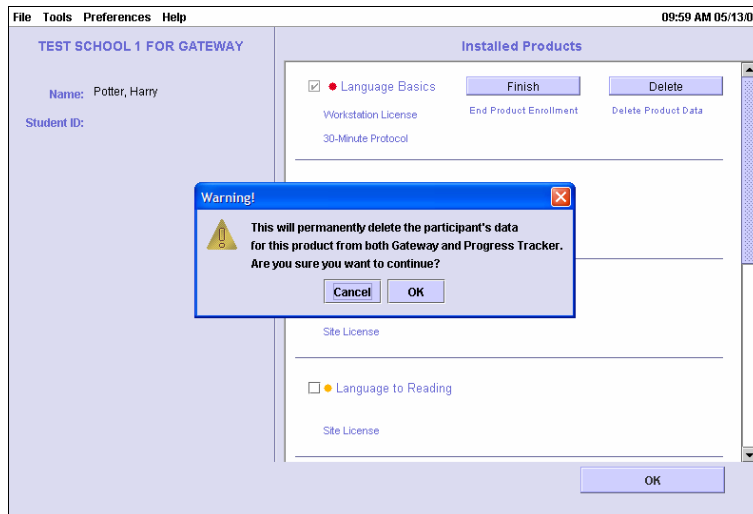 File Tools Preferences Help 09:59 AM 05/13/0
TEST SCHOOL 1 FOR GATEWAY
Installed Products
Name: Potter, Harry
Student ID:
Language Basics
Finish
Delete
Workstation License
End Product Enrollment
Delete Product Data
30-Minute Protocol
Warning!
This will permanently delete the participant's data
for this product from both Gateway and Progress Tracker.
Are you sure you want to continue?
Cancel
OK
Site License
Language to Reading
Site License
OK